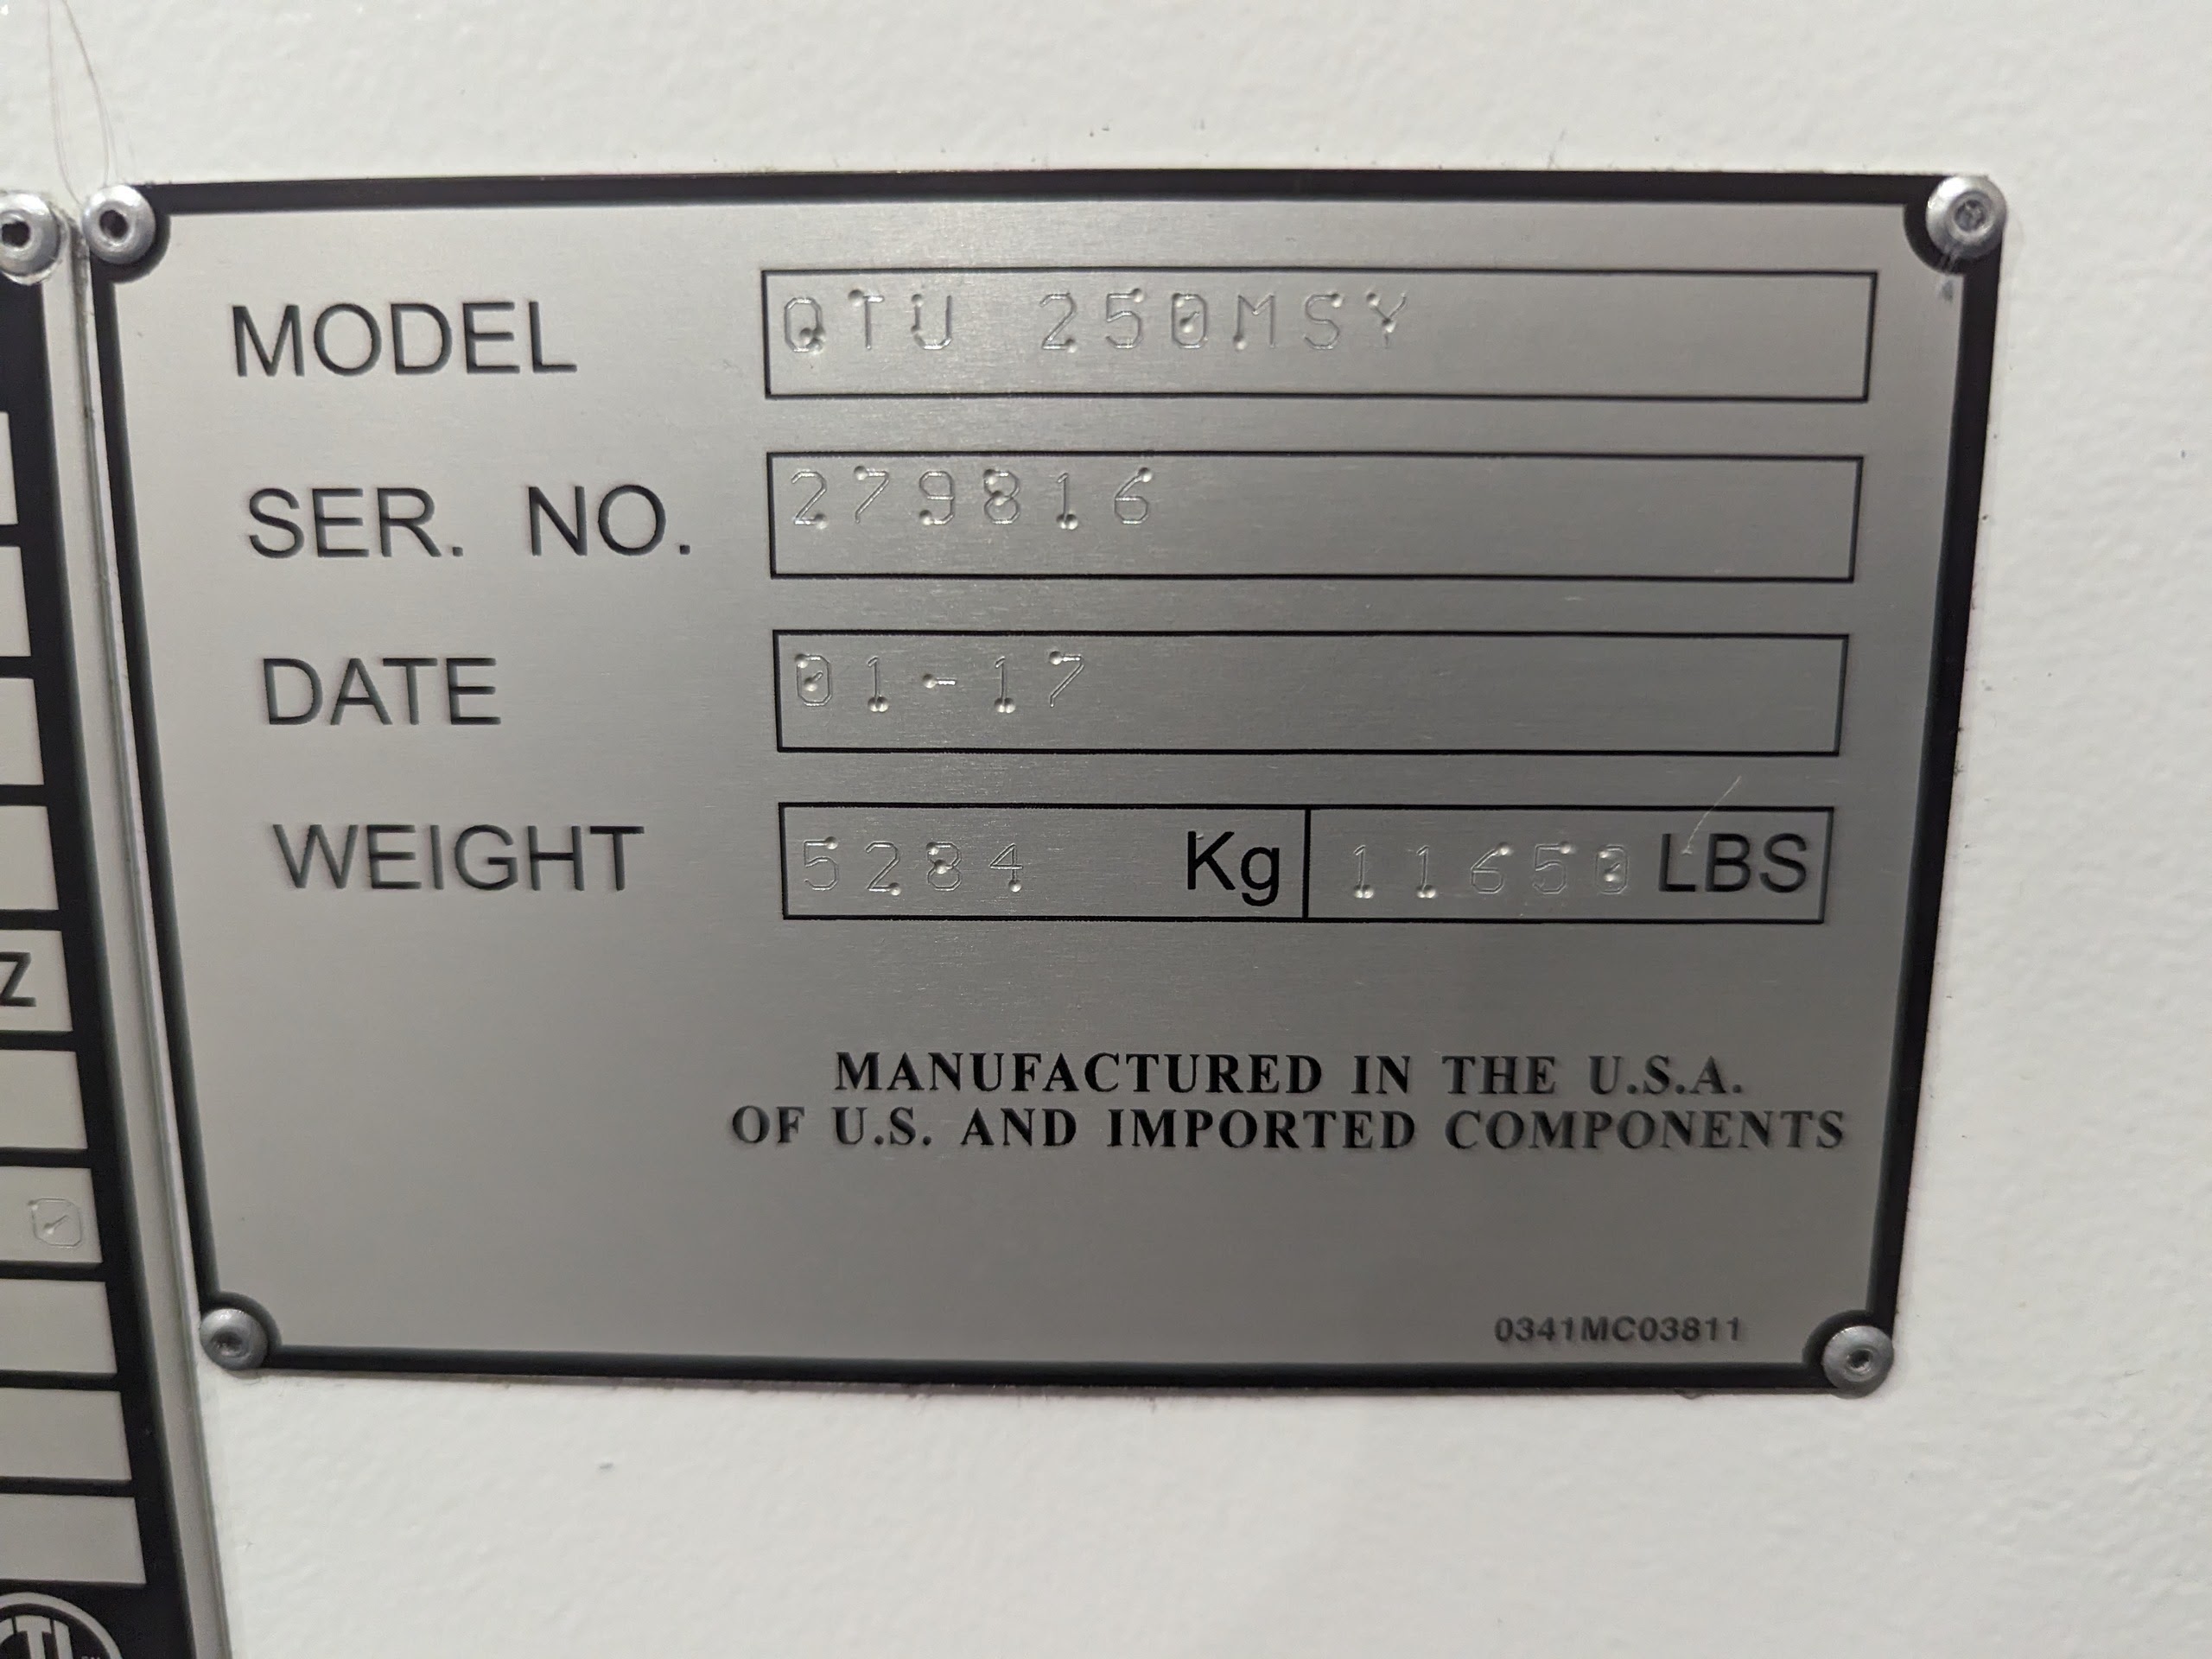 MODEL QTU 250MSY
SER. NO. 279816
DATE 01-17
WEIGHT 5284 Kg 11650 LBS
MANUFACTURED IN THE U.S.A.
OF U.S. AND IMPORTED COMPONENTS
0341MC03811
Z
0